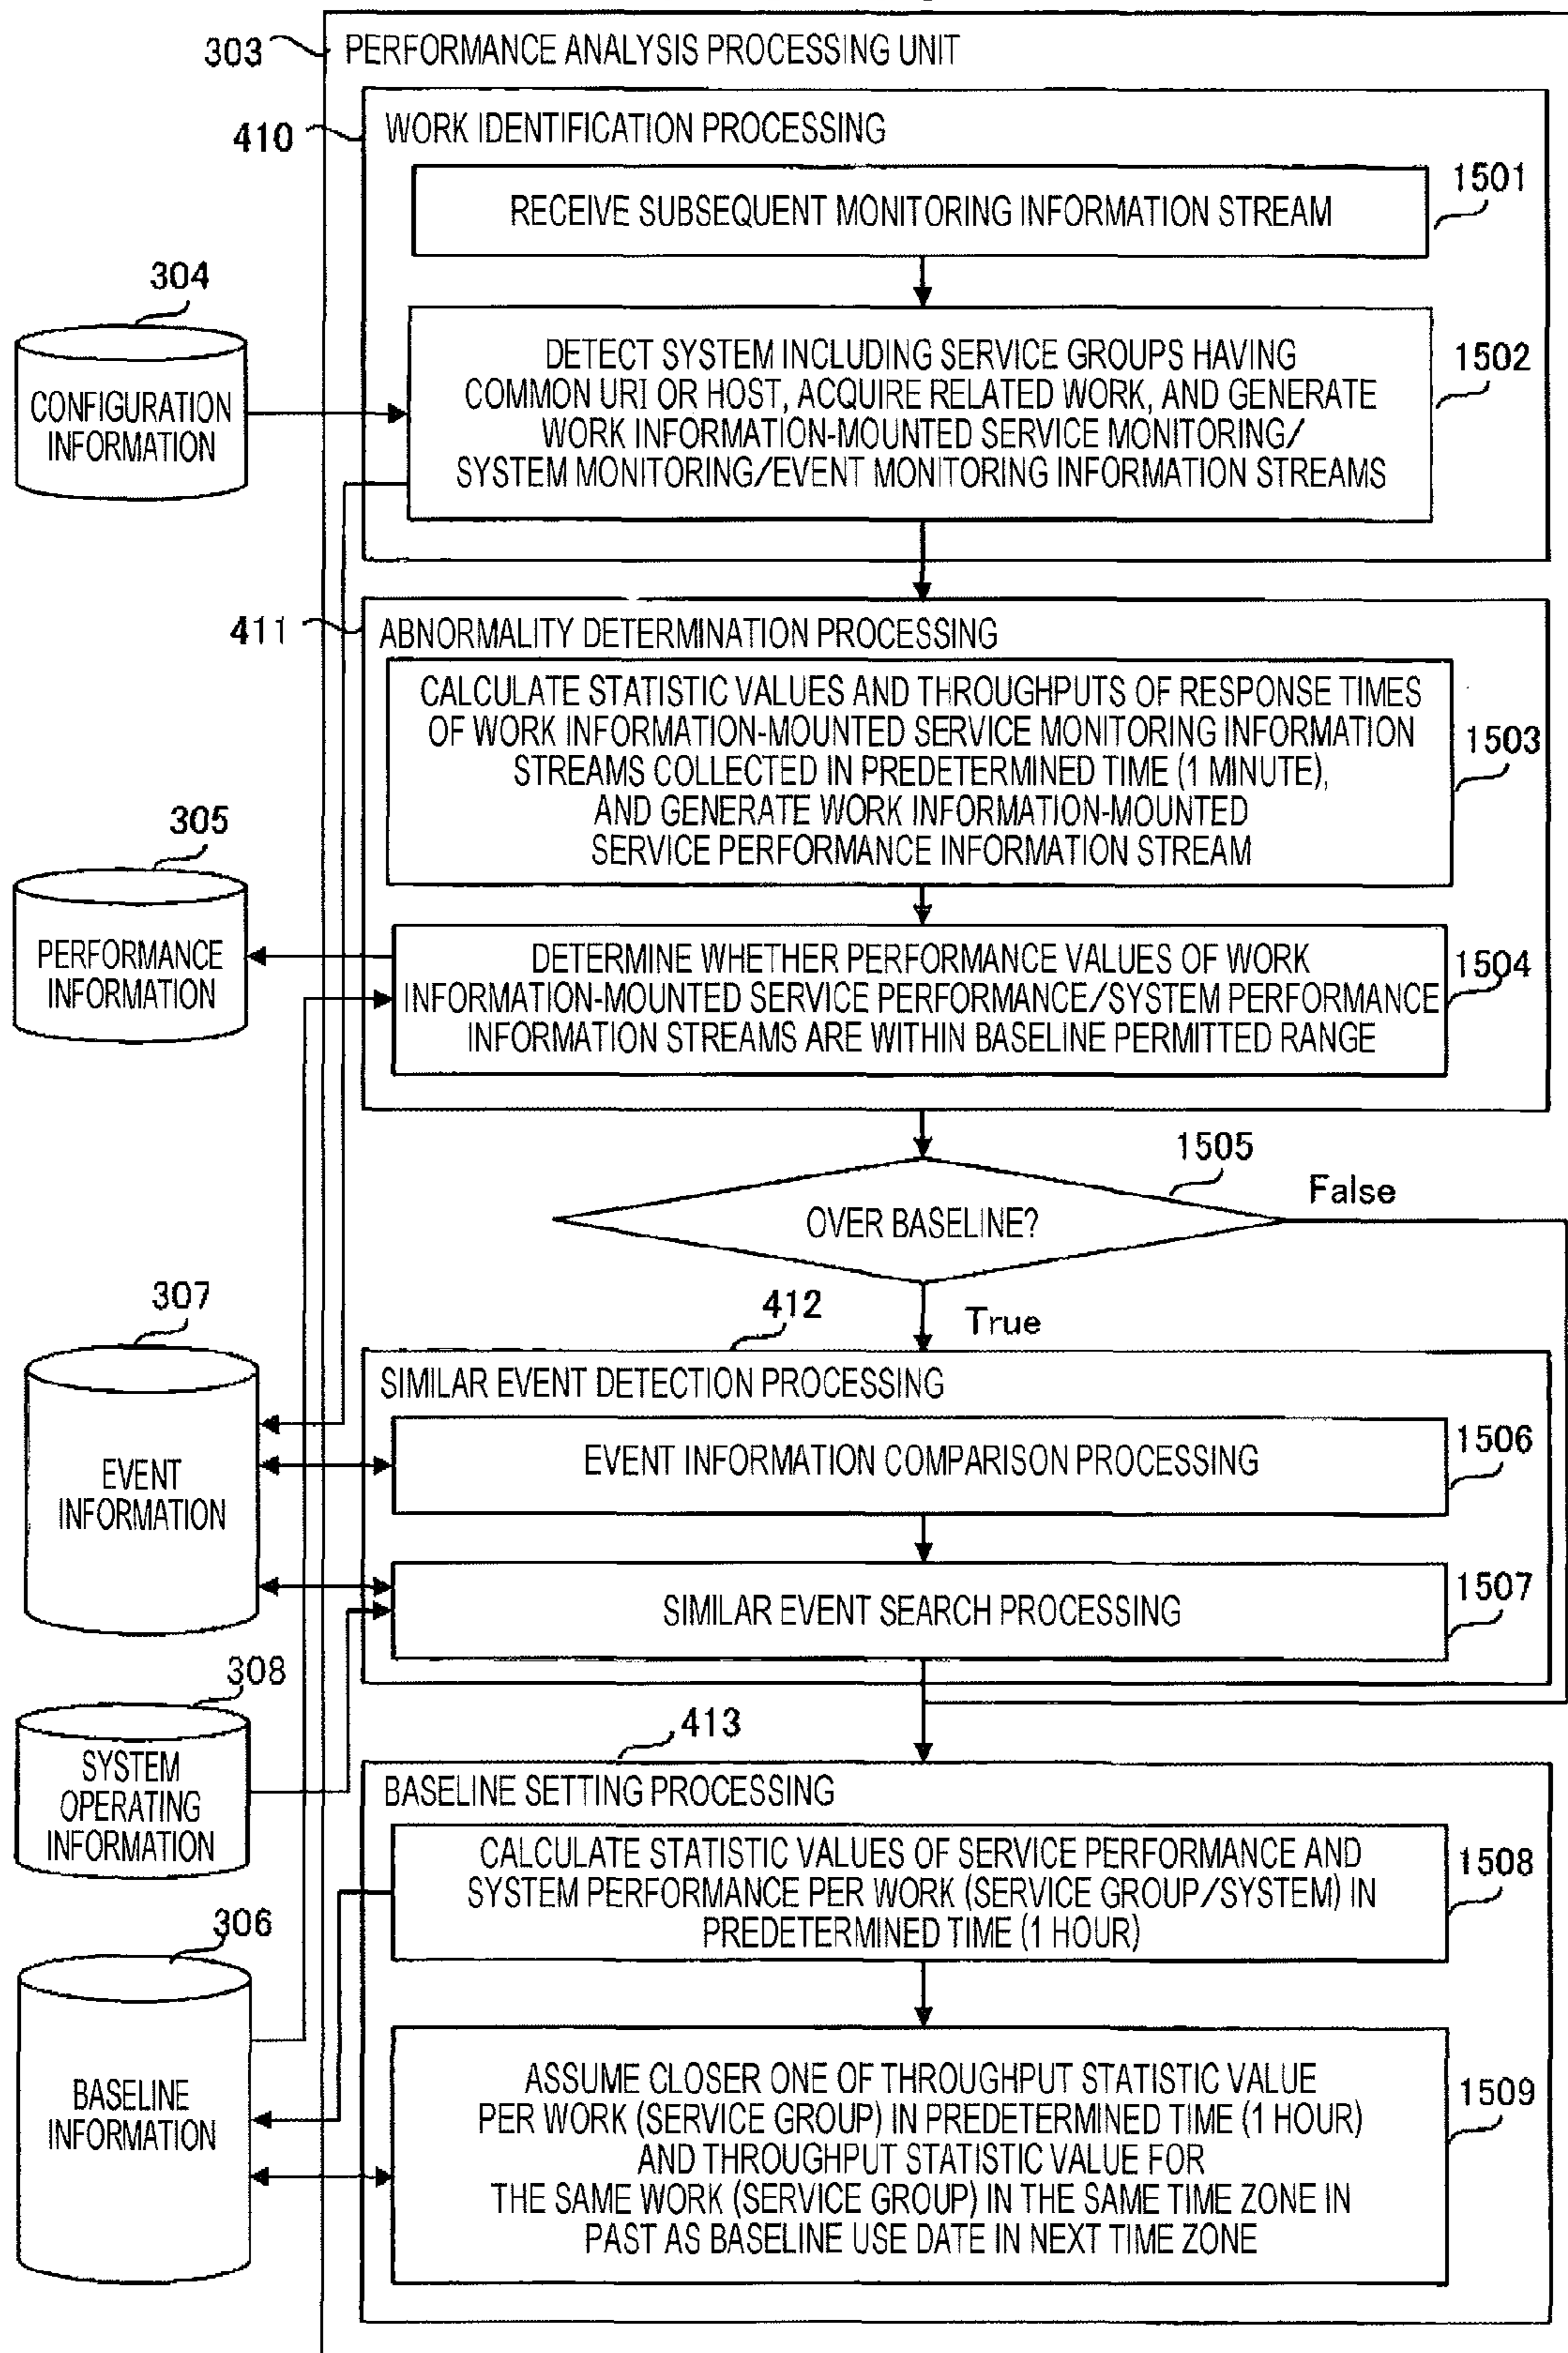 303
PERFORMANCE ANALYSIS PROCESSING UNIT
410
WORK IDENTIFICATION PROCESSING
1501
RECEIVE SUBSEQUENT MONITORING INFORMATION STREAM
304
CONFIGURATION
INFORMATION
1502
DETECT SYSTEM INCLUDING SERVICE GROUPS HAVING
COMMON URI OR HOST, ACQUIRE RELATED WORK, AND GENERATE
WORK INFORMATION-MOUNTED SERVICE MONITORING/
SYSTEM MONITORING/EVENT MONITORING INFORMATION STREAMS
411
ABNORMALITY DETERMINATION PROCESSING
CALCULATE STATISTIC VALUES AND THROUGHPUTS OF RESPONSE TIMES
OF WORK INFORMATION-MOUNTED SERVICE MONITORING INFORMATION
STREAMS COLLECTED IN PREDETERMINED TIME (1 MINUTE),
AND GENERATE WORK INFORMATION-MOUNTED
SERVICE PERFORMANCE INFORMATION STREAM
1503
305
PERFORMANCE
INFORMATION
DETERMINE WHETHER PERFORMANCE VALUES OF WORK
INFORMATION-MOUNTED SERVICE PERFORMANCE/SYSTEM PERFORMANCE
INFORMATION STREAMS ARE WITHIN BASELINE PERMITTED RANGE
1504
1505
OVER BASELINE?
False
True
307
EVENT
INFORMATION
412
SIMILAR EVENT DETECTION PROCESSING
EVENT INFORMATION COMPARISON PROCESSING
1506
SIMILAR EVENT SEARCH PROCESSING
1507
308
SYSTEM
OPERATING
INFORMATION
413
BASELINE SETTING PROCESSING
CALCULATE STATISTIC VALUES OF SERVICE PERFORMANCE AND
SYSTEM PERFORMANCE PER WORK (SERVICE GROUP/SYSTEM) IN
PREDETERMINED TIME (1 HOUR)
1508
306
BASELINE
INFORMATION
ASSUME CLOSER ONE OF THROUGHPUT STATISTIC VALUE
PER WORK (SERVICE GROUP) IN PREDETERMINED TIME (1 HOUR)
AND THROUGHPUT STATISTIC VALUE FOR
THE SAME WORK (SERVICE GROUP) IN THE SAME TIME ZONE IN
PAST AS BASELINE USE DATE IN NEXT TIME ZONE
1509